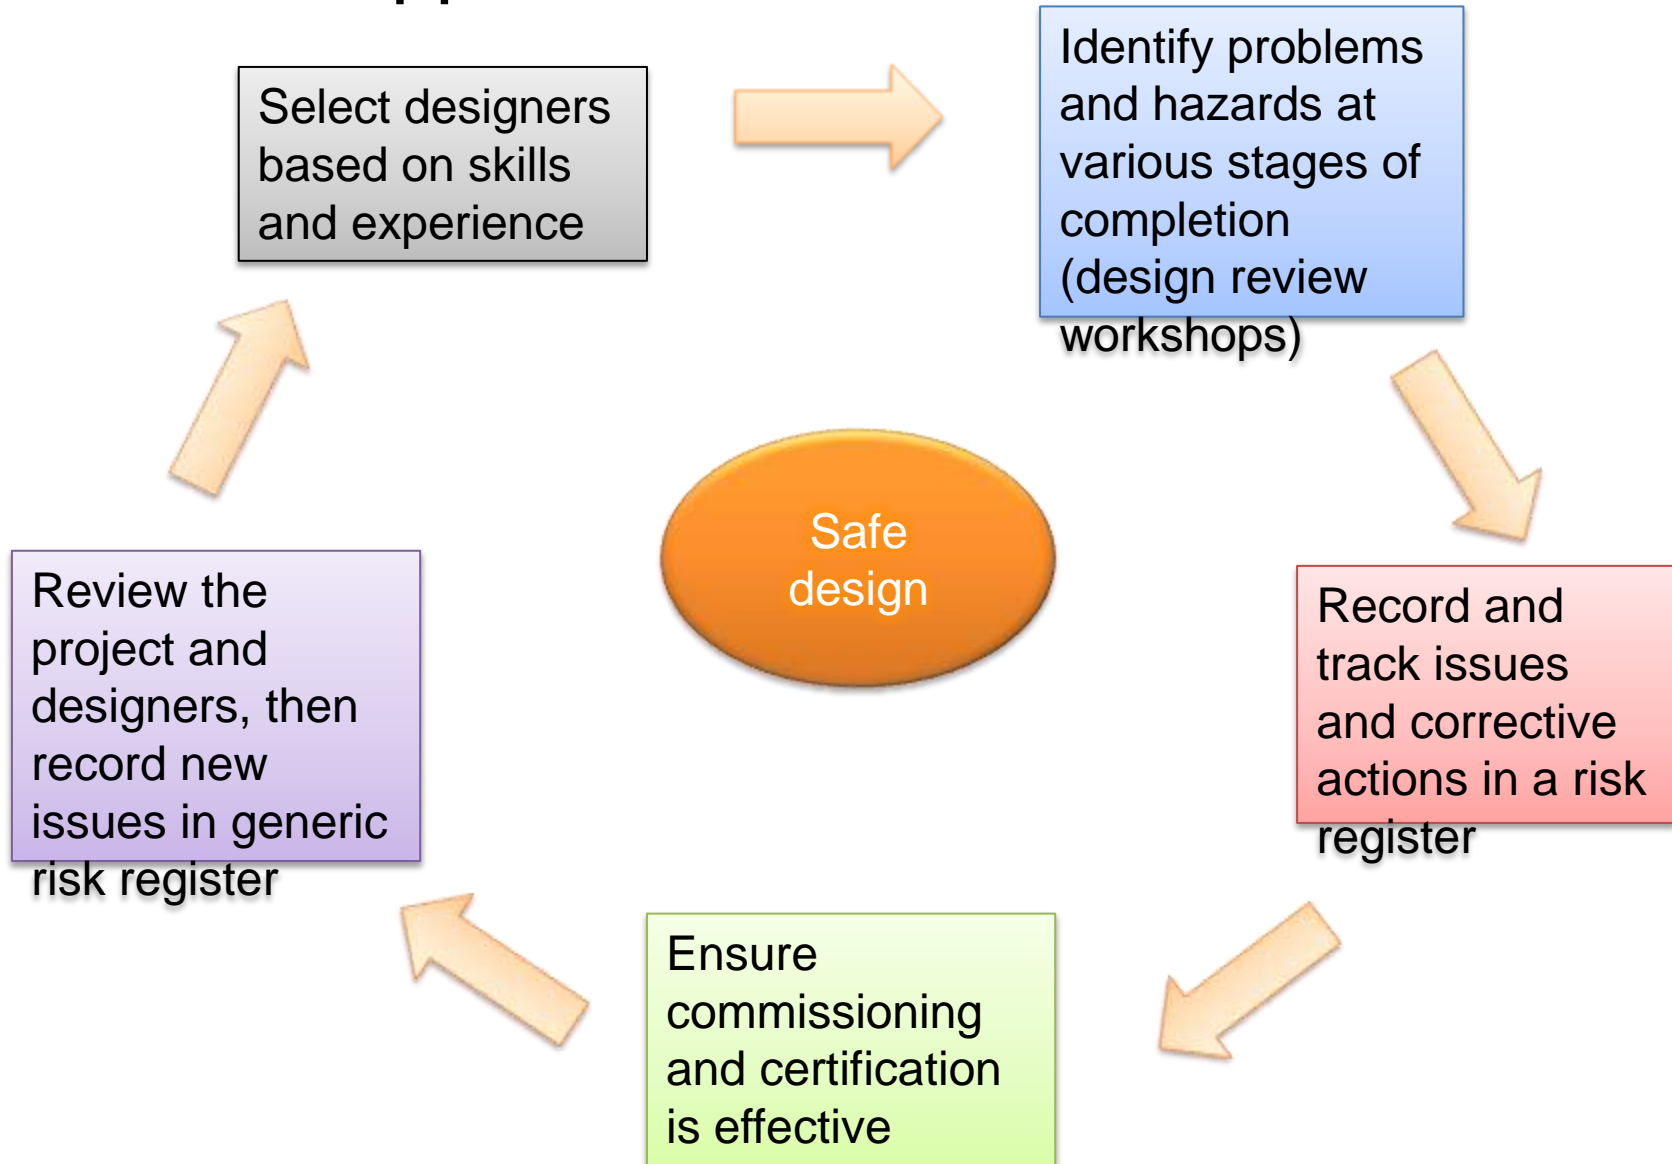 Select designers
based on skills
and experience
Identify problems
and hazards at
various stages of
completion
(design review
workshops)
Safe
design
Review the
project and
designers, then
record new
issues in generic
risk register
Record and
track issues
and corrective
actions in a risk
register
Ensure
commissioning
and certification
is effective